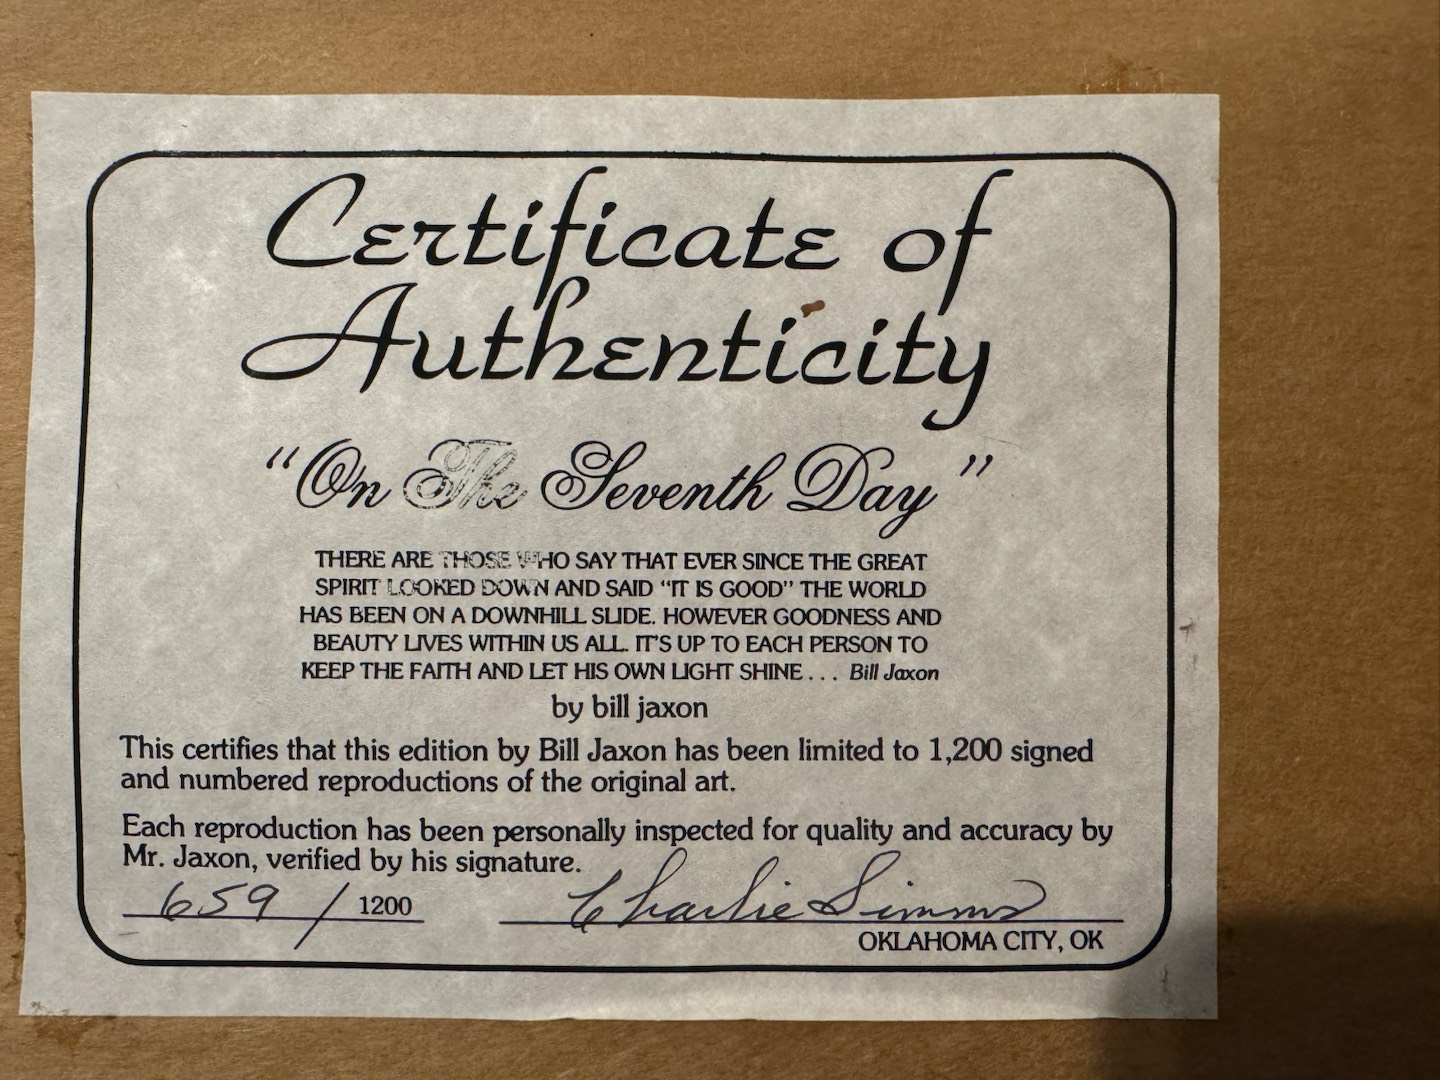 Certificate of
Authenticity
“On The Seventh Day”
THERE ARE THOSE WHO SAY THAT EVER SINCE THE GREAT
SPIRIT LOOKED DOWN AND SAID “IT IS GOOD” THE WORLD
HAS BEEN ON A DOWNHILL SLIDE. HOWEVER GOODNESS AND
BEAUTY LIVES WITHIN US ALL. IT'S UP TO EACH PERSON TO
KEEP THE FAITH AND LET HIS OWN LIGHT SHINE . . . Bill Jaxon
by bill jaxon
This certifies that this edition by Bill Jaxon has been limited to 1,200 signed
and numbered reproductions of the original art.
Each reproduction has been personally inspected for quality and accuracy by
Mr. Jaxon, verified by his signature.
659 / 1200 Charlie Simms
OKLAHOMA CITY, OK